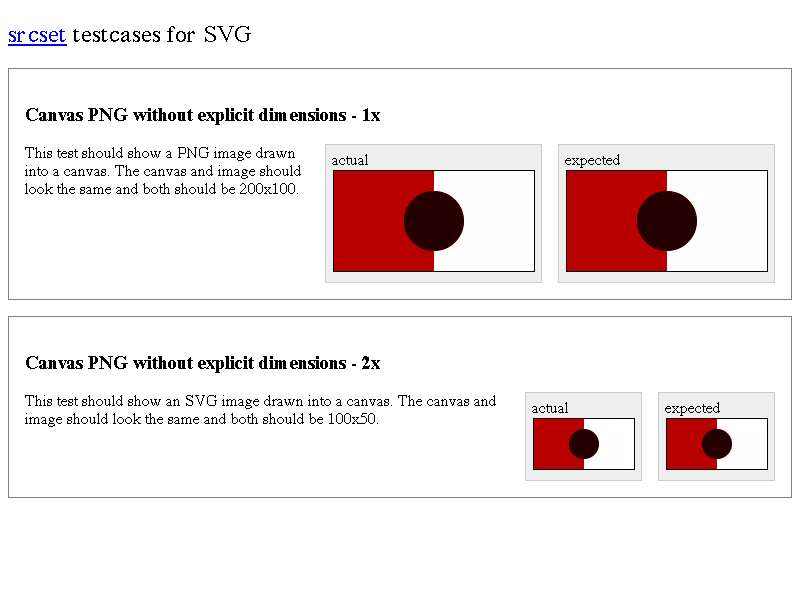 srcset testcases for SVG
Canvas PNG without explicit dimensions - 1x
This test should show a PNG image drawn
into a canvas. The canvas and image should
look the same and both should be 200x100.
actual
expected
Canvas PNG without explicit dimensions - 2x
This test should show an SVG image drawn into a canvas. The canvas and
image should look the same and both should be 100x50.
actual
expected